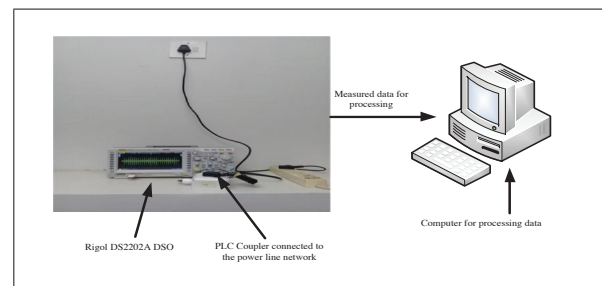 Measured data for
processing
Computer for processing data
Rigol DS2202A DSO
PLC Coupler connected to
the power line network